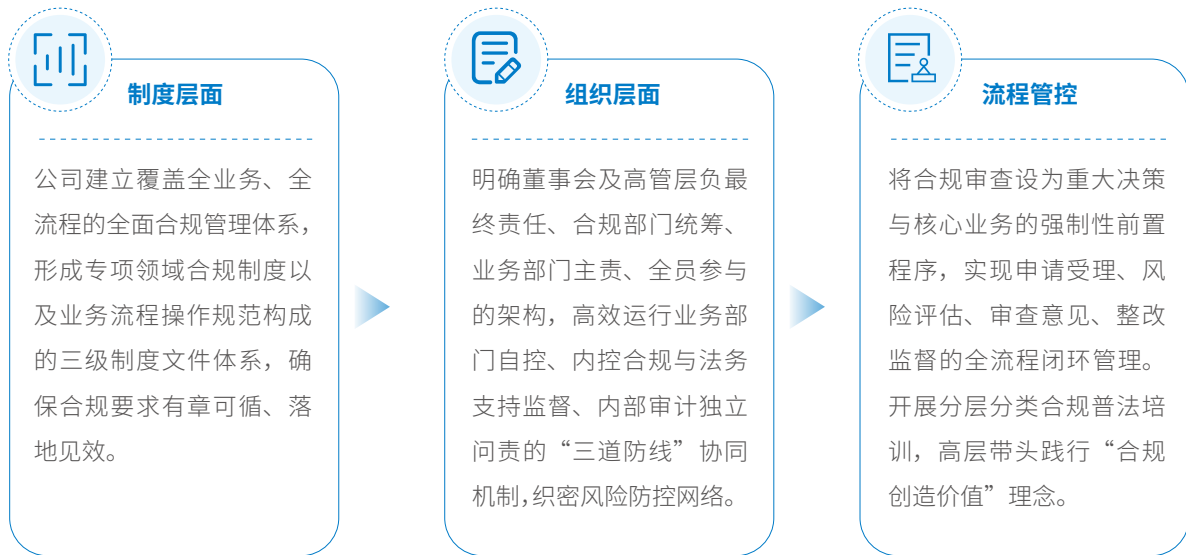 制度层面
公司建立覆盖全业务、全
流程的全面合规管理体系，
形成专项领域合规制度以
及业务流程操作规范构成
的三级制度文件体系，确
保合规要求有章可循、落
地见效。
组织层面
明确董事会及高管层负最
终责任、合规部门统筹、
业务部门主责、全员参与
的架构，高效运行业务部
门自控、内控合规与法务
支持监督、内部审计独立
问责的“三道防线”协同
机制，织密风险防控网络。
流程管控
将合规审查设为重大决策
与核心业务的强制性前置
程序，实现申请受理、风
险评估、审查意见、整改
监督的全流程闭环管理。
开展分层分类合规普法培
训，高层带头践行“合规
创造价值”理念。